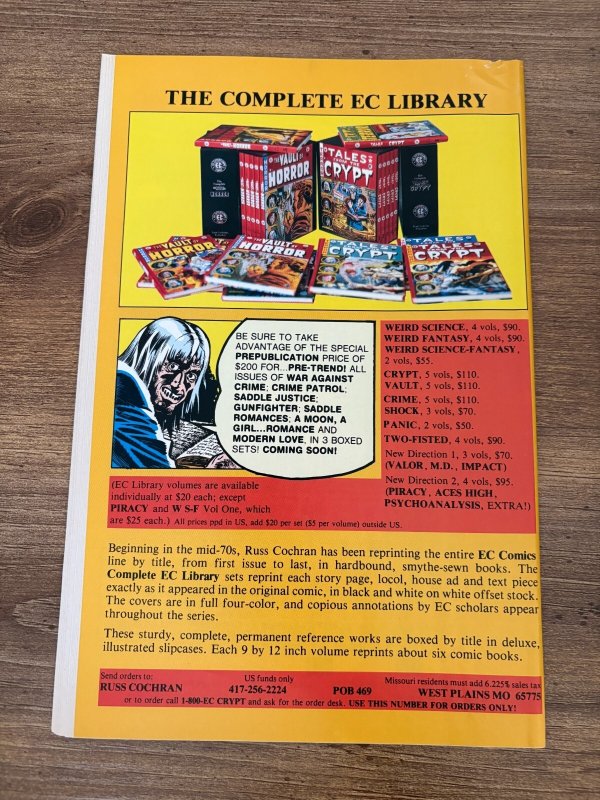 THE COMPLETE EC LIBRARY
THE VAULT OF
HORROR
TALES
FROM THE
CRYPT
EC
EC
EC
EC
VAULT OF
HORROR
VAULT OF
HORROR
TALES
CRYPT
TALES
CRYPT
BE SURE TO TAKE
ADVANTAGE OF THE SPECIAL
PREPUBLICATION PRICE OF
$200 FOR...PRE-TREND! ALL
ISSUES OF WAR AGAINST
CRIME; CRIME PATROL;
SADDLE JUSTICE;
GUNFIGHTER; SADDLE
ROMANCES; A MOON, A
GIRL...ROMANCE AND
MODERN LOVE, IN 3 BOXED
SETS! COMING SOON!
WEIRD SCIENCE, 4 vols, $90.
WEIRD FANTASY, 4 vols, $90.
WEIRD SCIENCE-FANTASY,
2 vols, $55.
CRYPT, 5 vols, $110.
VAULT, 5 vols, $110.
CRIME, 5 vols, $110.
SHOCK, 3 vols, $70.
PANIC, 2 vols, $50.
TWO-FISTED, 4 vols, $90.
New Direction 1, 3 vols, $70.
(VALOR, M.D., IMPACT)
New Direction 2, 4 vols, $95.
(PIRACY, ACES HIGH,
PSYCHOANALYSIS, EXTRA!)
(EC Library volumes are available
individually at $20 each; except
PIRACY and W S-F Vol One, which
are $25 each.) All prices ppd in US, add $20 per set ($5 per volume) outside US.
Beginning in the mid-70s, Russ Cochran has been reprinting the entire EC Comics
line by title, from first issue to last, in hardbound, smythe-sewn books. The
Complete EC Library sets reprint each story page, locol, house ad and text piece
exactly as it appeared in the original comic, in black and white on white offset stock.
The covers are in full four-color, and copious annotations by EC scholars appear
throughout the series.
These sturdy, complete, permanent reference works are boxed by title in deluxe,
illustrated slipcases. Each 9 by 12 inch volume reprints about six comic books.
Send orders to: US funds only Missouri residents must add 6.225% sales tax
RUSS COCHRAN 417-256-2224 POB 469 WEST PLAINS MO 65775
or to order call 1-800-EC CRYPT and ask for the order desk. USE THIS NUMBER FOR ORDERS ONLY!